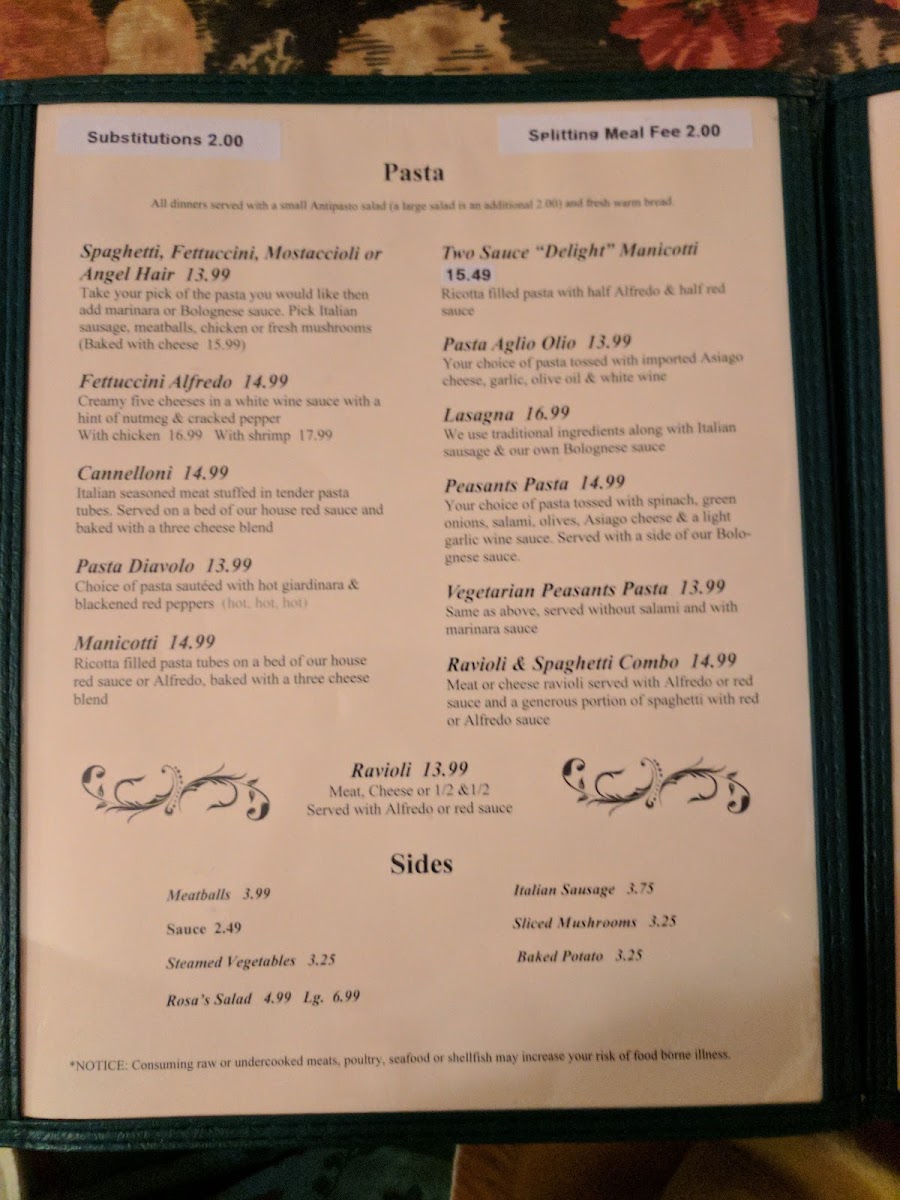 Substitutions 2.00
Splitting Meal Fee 2.00
Pasta
All dinners served with a small Antipasto salad (a large salad is an additional 2.00) and fresh warm bread.
Spaghetti, Fettuccini, Mostaccioli or
Angel Hair 13.99
Take your pick of the pasta you would like then
add marinara or Bolognese sauce. Pick Italian
sausage, meatballs, chicken or fresh mushrooms
(Baked with cheese 15.99)
Fettuccini Alfredo 14.99
Creamy five cheeses in a white wine sauce with a
hint of nutmeg & cracked pepper
With chicken 16.99 With shrimp 17.99
Cannelloni 14.99
Italian seasoned meat stuffed in tender pasta
tubes. Served on a bed of our house red sauce and
baked with a three cheese blend
Pasta Diavolo 13.99
Choice of pasta sautéed with hot giardinara &
blackened red peppers (hot, hot, hot)
Manicotti 14.99
Ricotta filled pasta tubes on a bed of our house
red sauce or Alfredo, baked with a three cheese
blend
Two Sauce “Delight” Manicotti
15.49
Ricotta filled pasta with half Alfredo & half red
sauce
Pasta Aglio Olio 13.99
Your choice of pasta tossed with imported Asiago
cheese, garlic, olive oil & white wine
Lasagna 16.99
We use traditional ingredients along with Italian
sausage & our own Bolognese sauce
Peasants Pasta 14.99
Your choice of pasta tossed with spinach, green
onions, salami, olives, Asiago cheese & a light
garlic wine sauce. Served with a side of our Bolo-
gnese sauce.
Vegetarian Peasants Pasta 13.99
Same as above, served without salami and with
marinara sauce
Ravioli & Spaghetti Combo 14.99
Meat or cheese ravioli served with Alfredo or red
sauce and a generous portion of spaghetti with red
or Alfredo sauce
Ravioli 13.99
Meat, Cheese or 1/2 &1/2
Served with Alfredo or red sauce
Sides
Meatballs 3.99
Sauce 2.49
Steamed Vegetables 3.25
Rosa's Salad 4.99 Lg. 6.99
Italian Sausage 3.75
Sliced Mushrooms 3.25
Baked Potato 3.25
*NOTICE: Consuming raw or undercooked meats, poultry, seafood or shellfish may increase your risk of food borne illness.